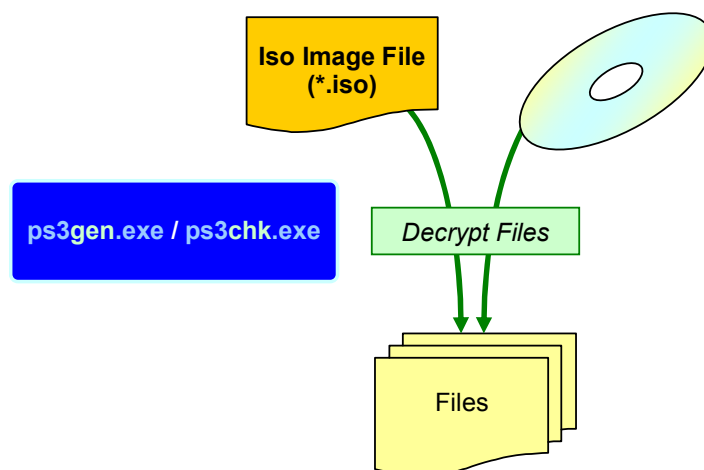 Iso Image File
(*.iso)
ps3gen.exe / ps3chk.exe
Decrypt Files
Files